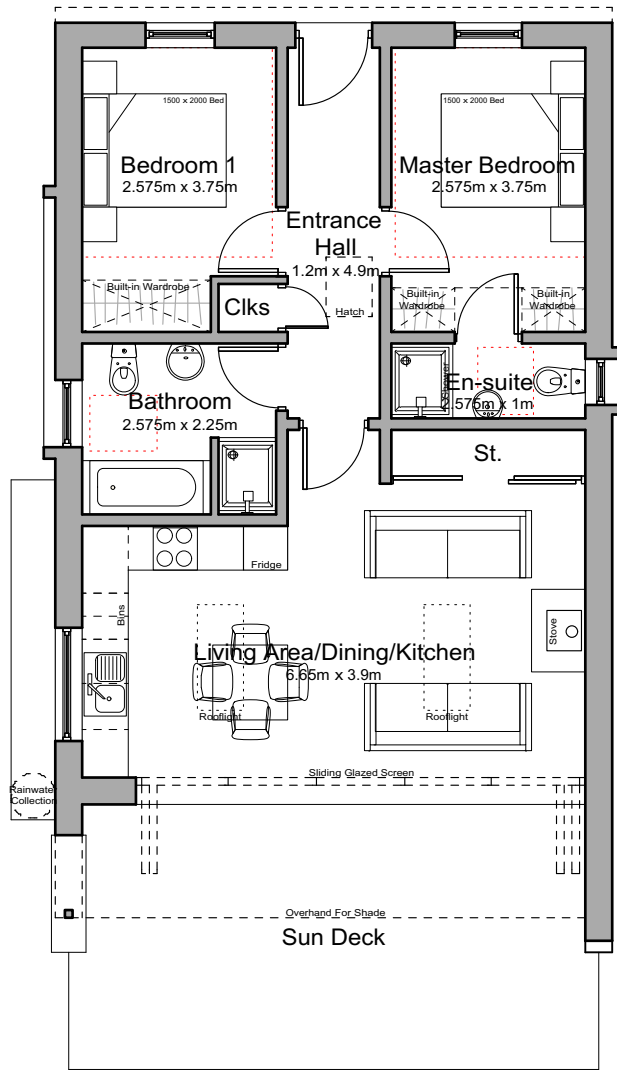 1500 x 2000 Bed
1500 x 2000 Bed
Bedroom 1
2.575m x 3.75m
Master Bedroom
2.575m x 3.75m
Entrance
Hall
1.2m x 4.9m
Built-in Wardrobe
Clks
Hatch
Built-in
Wardrobe
Built-in
Wardrobe
Bathroom
2.575m x 2.25m
Shower
En-suite
.575m x 1m
St.
Fridge
Bins
Stove
Living Area/Dining/Kitchen
6.65m x 3.9m
Rooflight
Rooflight
Sliding Glazed Screen
Rainwater
Collection
Overhand For Shade
Sun Deck